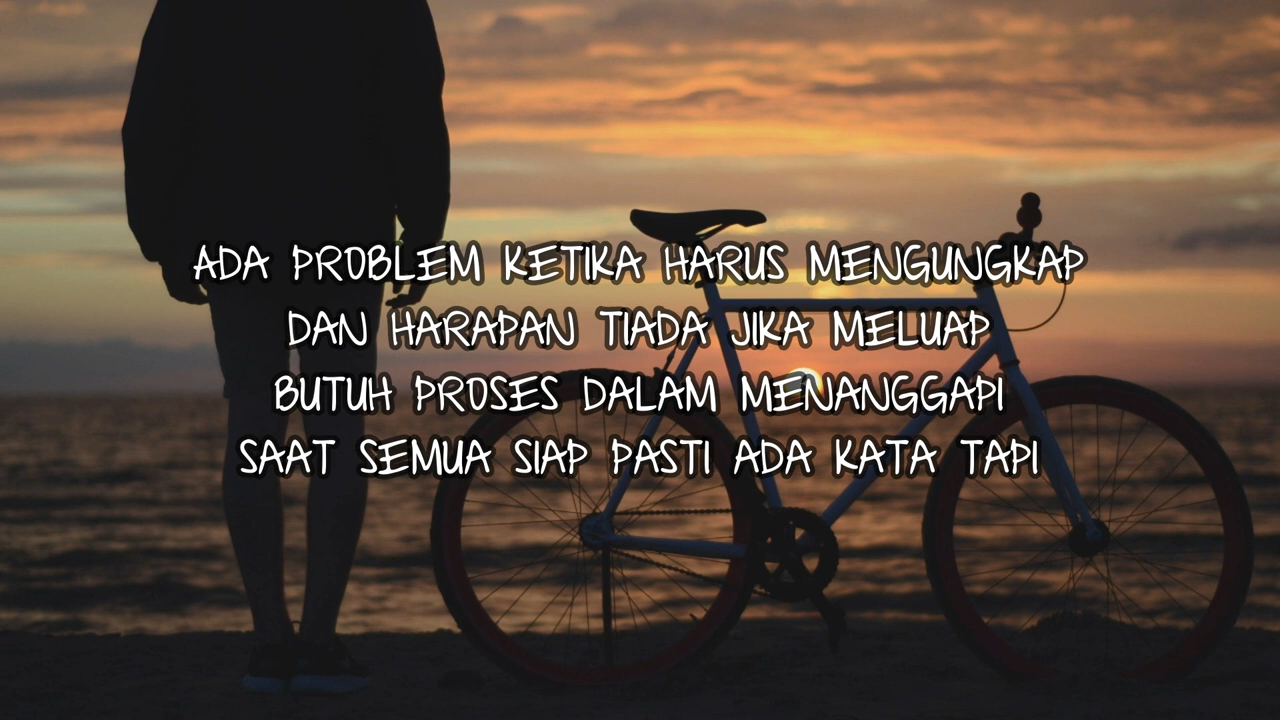 ADA PROBLEM KETIKA HARUS MENGUNGKAP
DAN HARAPAN TIADA JIKA MELUAP
BUTUH PROSES DALAM MENANGGAPI
SAAT SEMUA SIAP PASTI ADA KATA TAPI